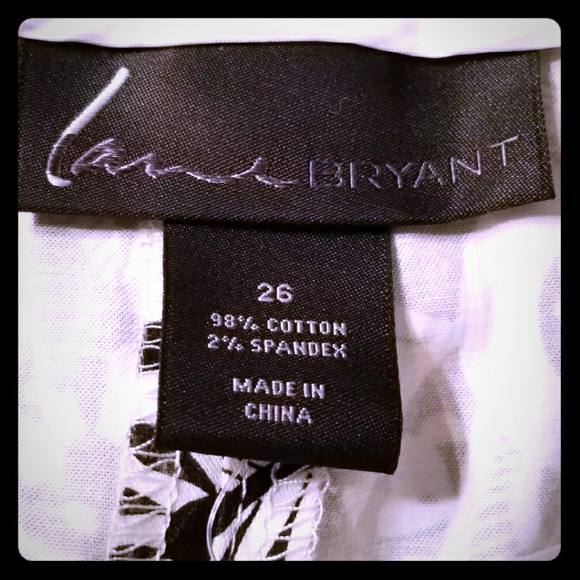 Lane BRYANT
26
98% COTTON
2% SPANDEX
MADE IN
CHINA